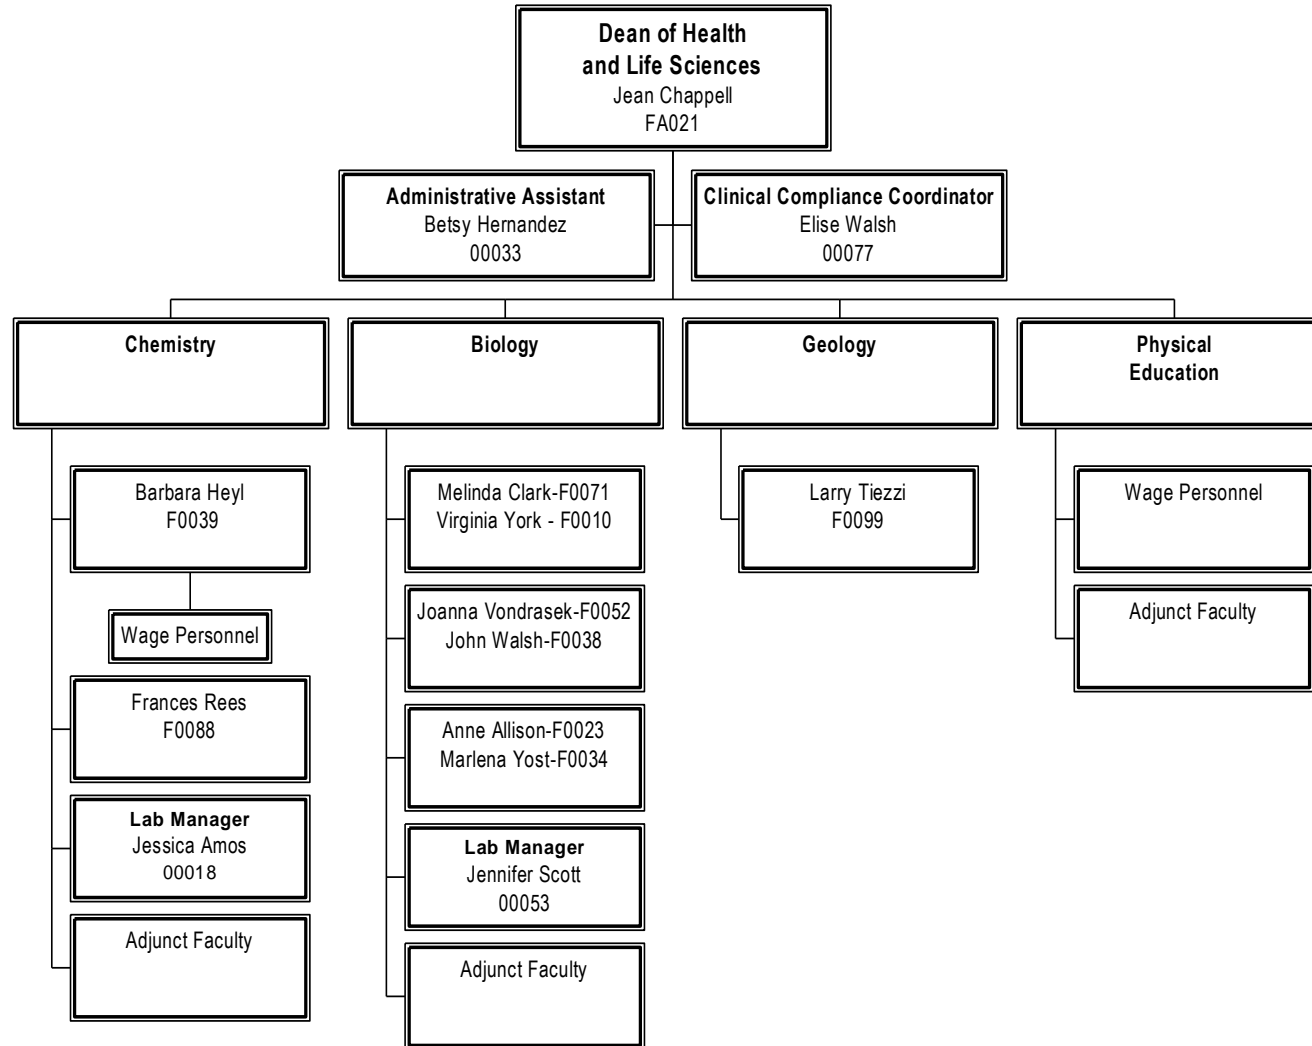 Dean of Health
and Life Sciences
Jean Chappell
FA021
Administrative Assistant
Betsy Hernandez
00033
Clinical Compliance Coordinator
Elise Walsh
00077
Chemistry
Biology
Geology
Physical
Education
Barbara Heyl
F0039
Wage Personnel
Frances Rees
F0088
Lab Manager
Jessica Amos
00018
Adjunct Faculty
Melinda Clark-F0071
Virginia York - F0010
Joanna Vondrasek-F0052
John Walsh-F0038
Anne Allison-F0023
Marlena Yost-F0034
Lab Manager
Jennifer Scott
00053
Adjunct Faculty
Larry Tiezzi
F0099
Wage Personnel
Adjunct Faculty